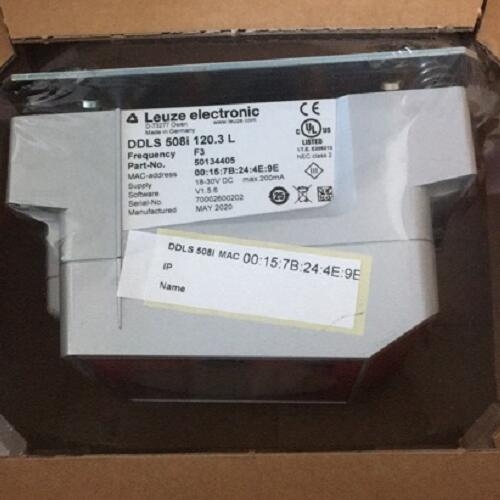 Leuze electronic
D-73277 Owen
www.leuze.com
Made in Germany
DDLS 508i 120.3 L
Frequency F3
Part-No. 50134405
MAC-address 00:15:7B:24:4E:9E
Supply 18-30V DC max.200mA
Software V1.5.6
Serial-No. 70002600202
Manufactured MAY 2020
CE
UL US
LISTED
NEC class 2
25
DDLS 508I MAC 00:15:7B:24:4E:9E
IP
Name